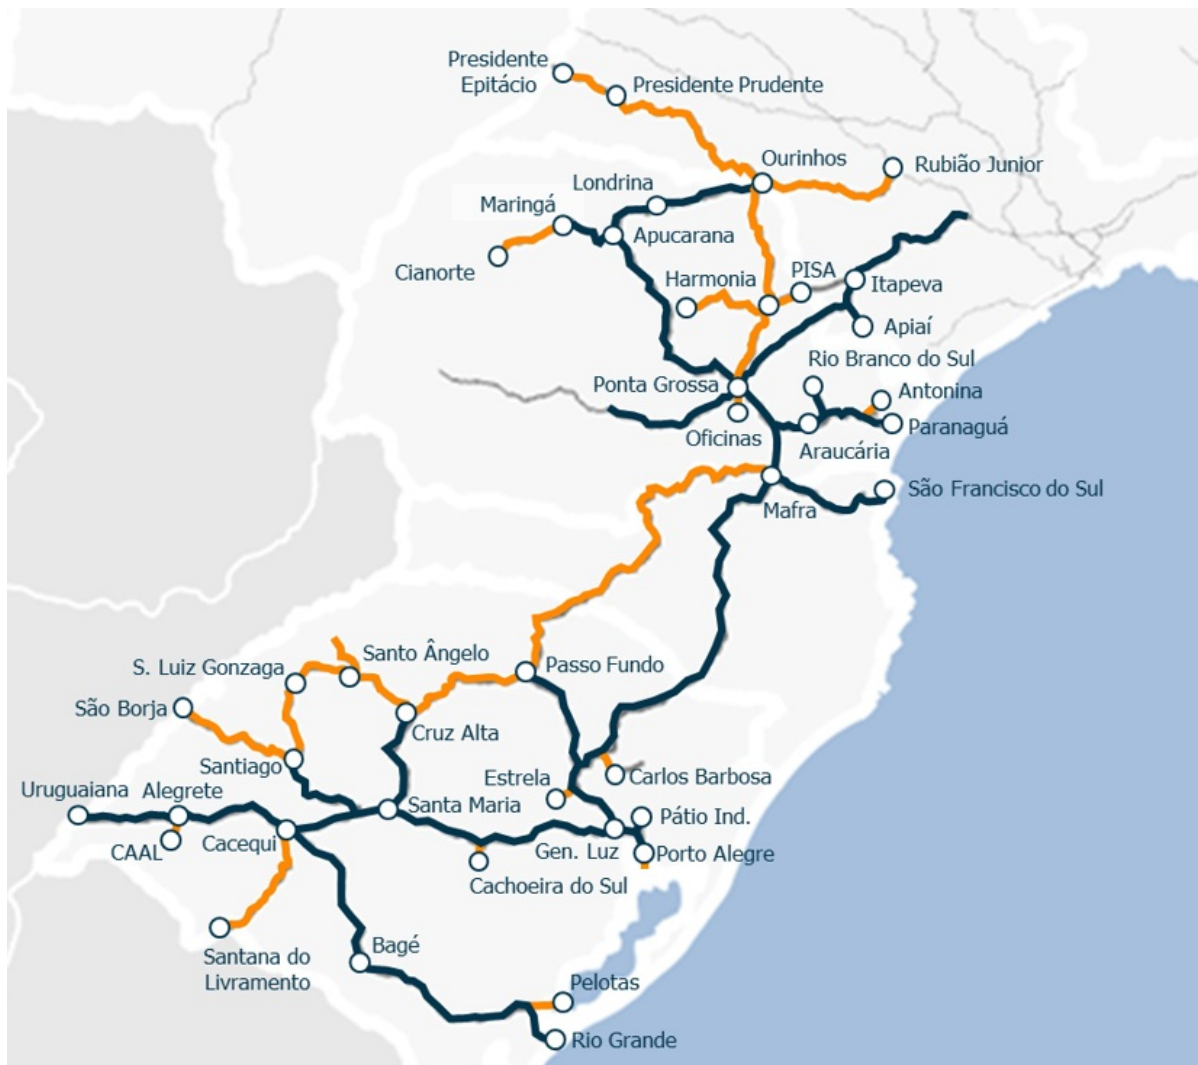 Presidente
Epitácio
Presidente Prudente
Ourinhos
Rubião Junior
Londrina
Maringá
Apucarana
Cianorte
Harmonia
PISA
Itapeva
Apiaí
Rio Branco do Sul
Ponta Grossa
Antonina
Oficinas
Araucária
Paranaguá
Mafra
São Francisco do Sul
Santo Ângelo
S. Luiz Gonzaga
Passo Fundo
São Borja
Cruz Alta
Santiago
Estrela
Carlos Barbosa
Uruguaiana
Alegrete
Santa Maria
Pátio Ind.
CAAL
Cacequi
Gen. Luz
Porto Alegre
Cachoeira do Sul
Santana do
Livramento
Bagé
Pelotas
Rio Grande